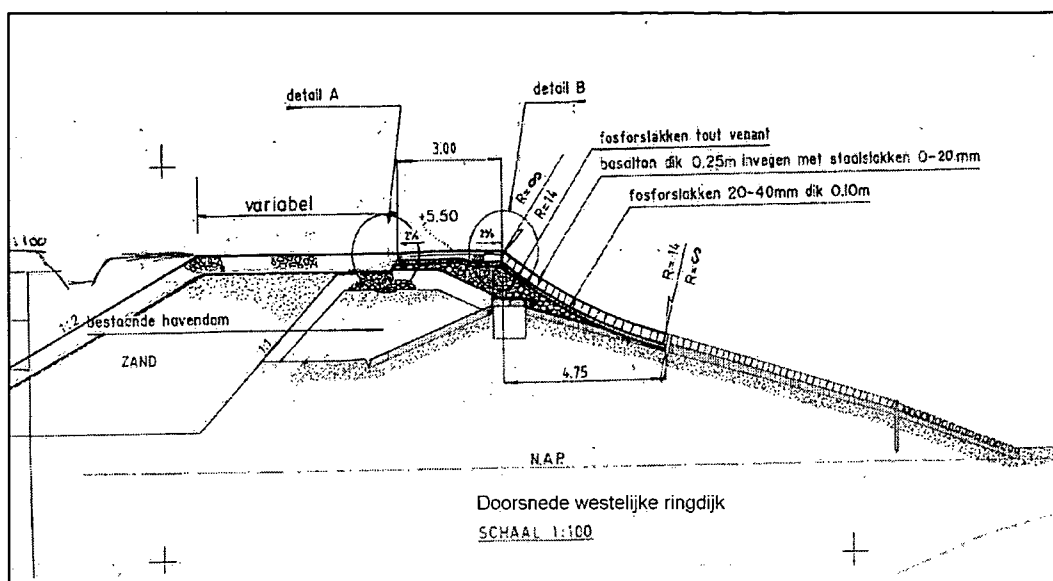 detail A
detail B
fosforslakken tout venant
3.00
basalton dik 0.25m invegen met staalslakken 0-20mm
R=∞
R=14
fosforslakken 20-40mm dik 0.10m
variabel
+5.50
2%
2%
R=14
R=∞
1:2
bestaande havendam
1:1
ZAND
4.75
N.A.P.
Doorsnede westelijke ringdijk
SCHAAL 1:100